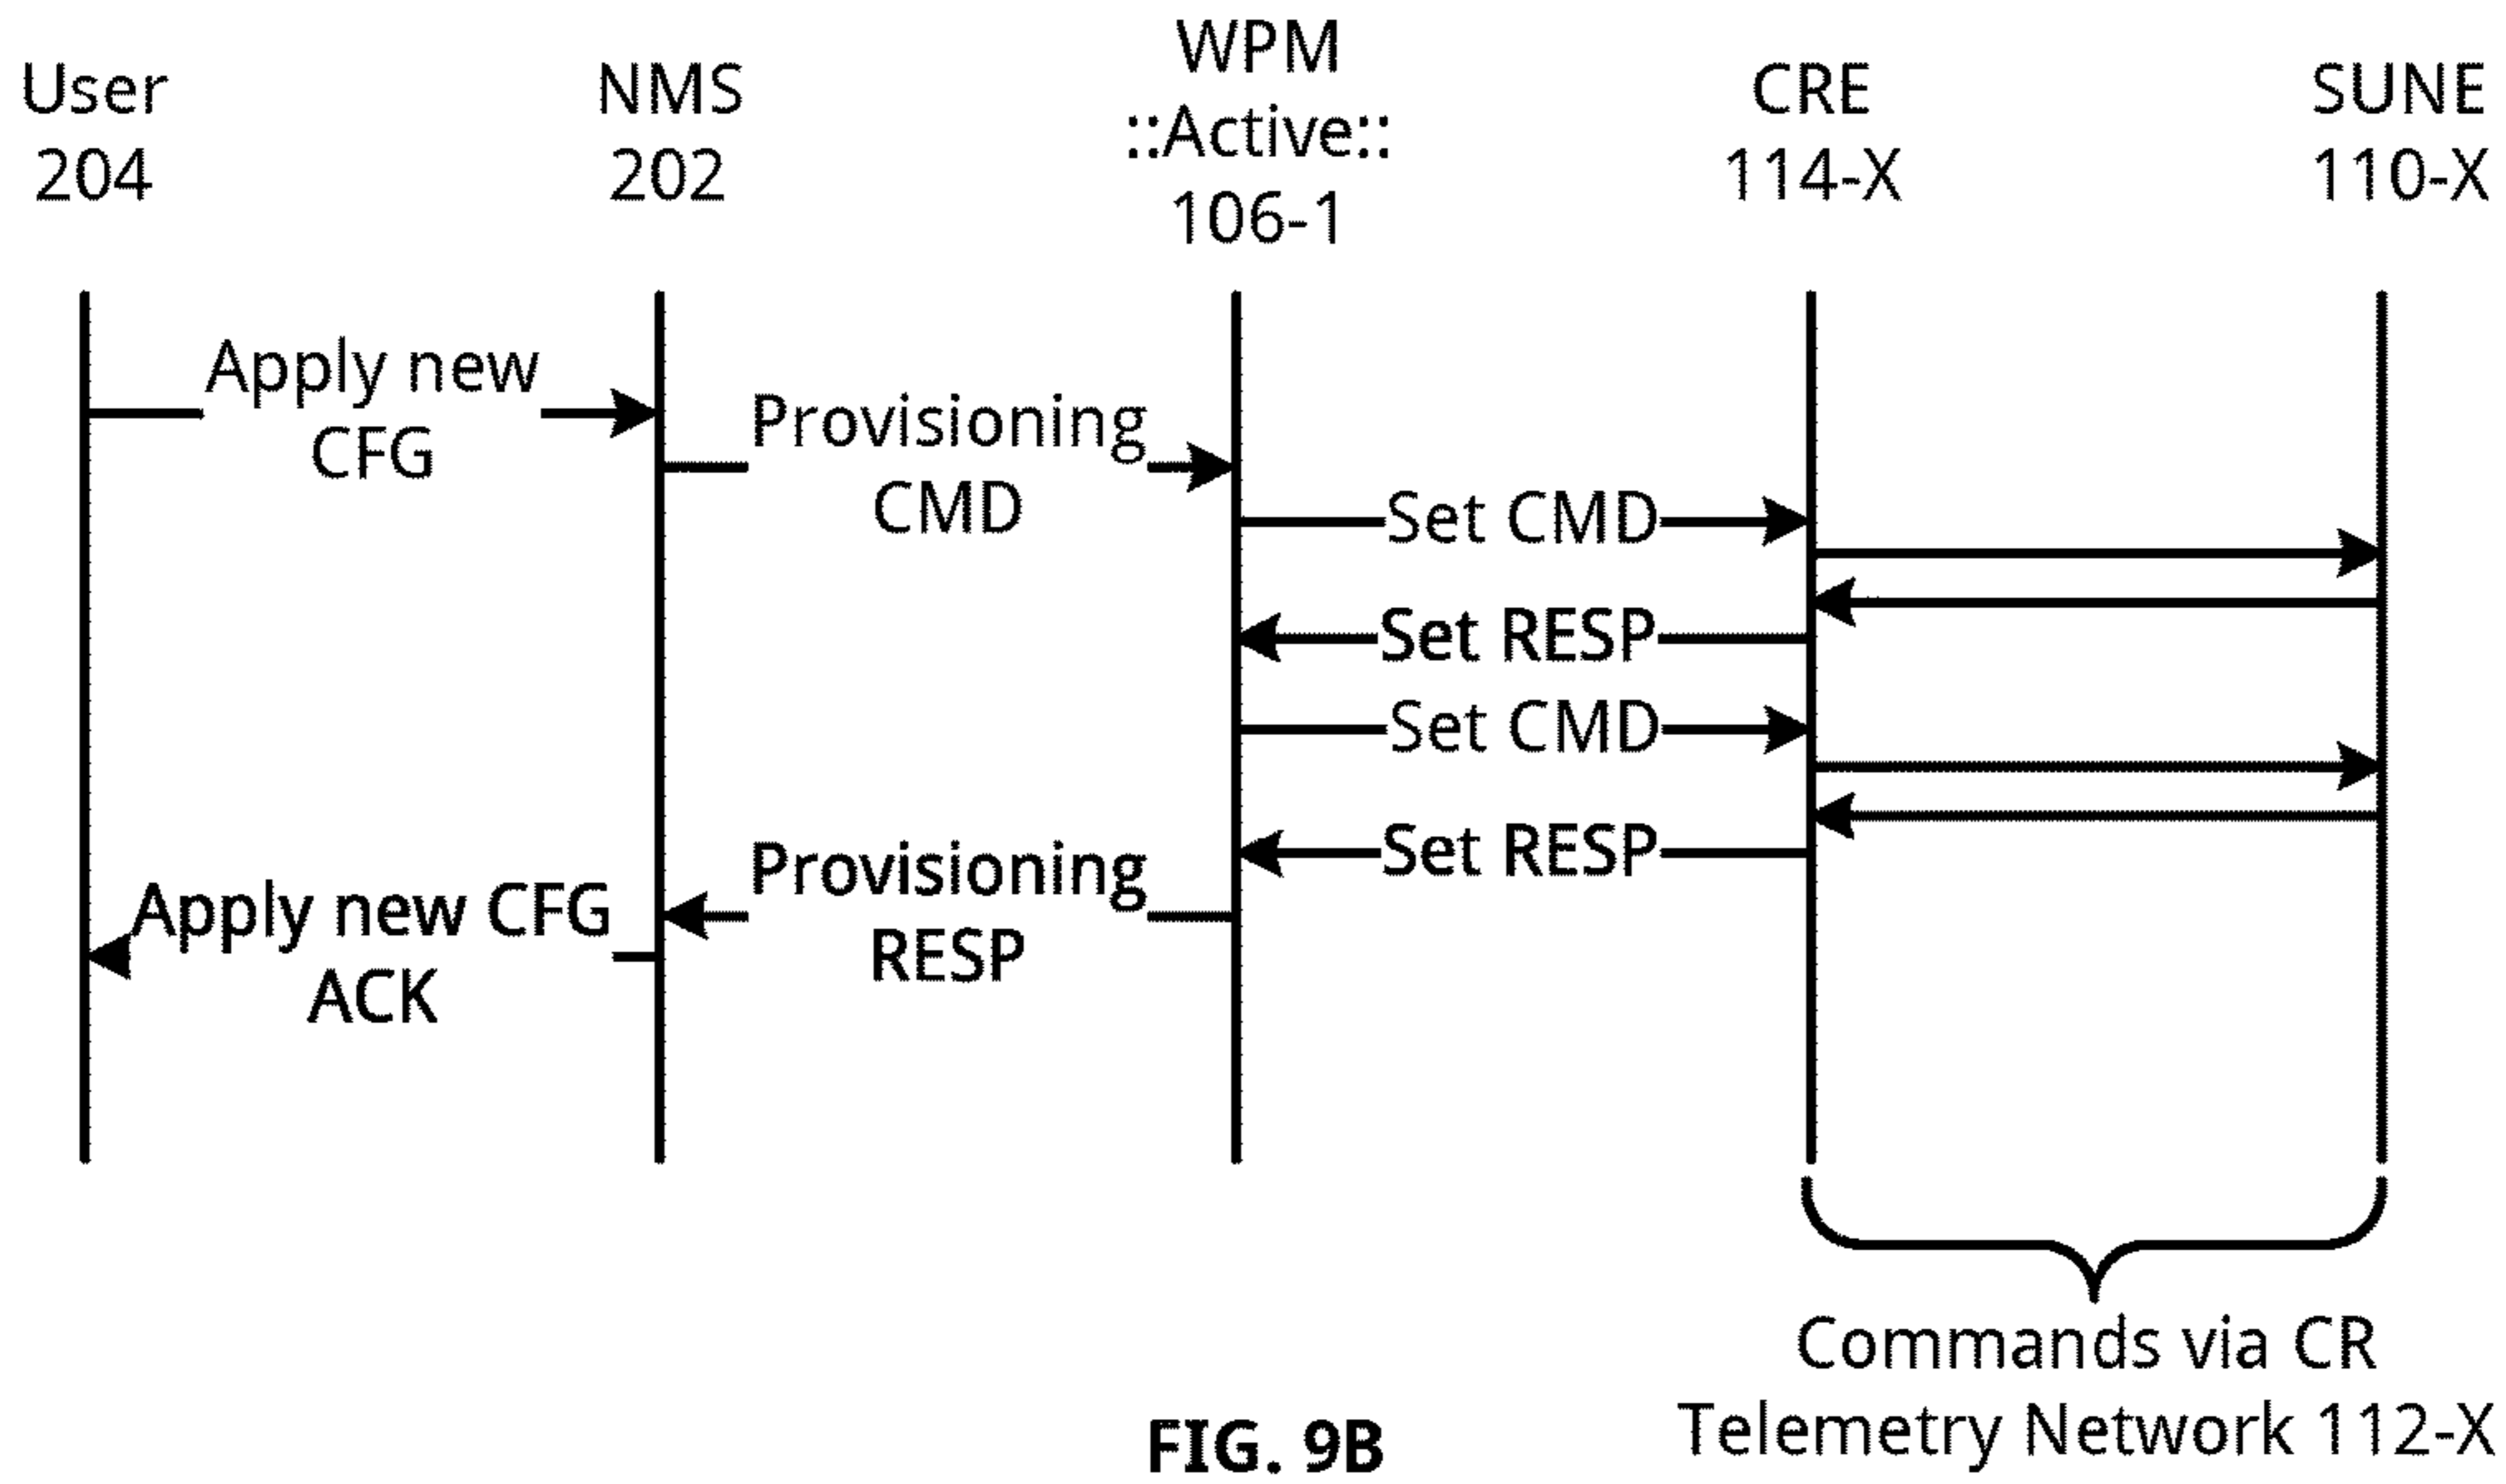 User
204
NMS
202
WPM
::Active::
106-1
CRE
114-X
SUNE
110-X
Apply new
CFG
Provisioning
CMD
Set CMD
Set RESP
Set CMD
Set RESP
Provisioning
RESP
Apply new CFG
ACK
Commands via CR
Telemetry Network 112-X
FIG. 9B